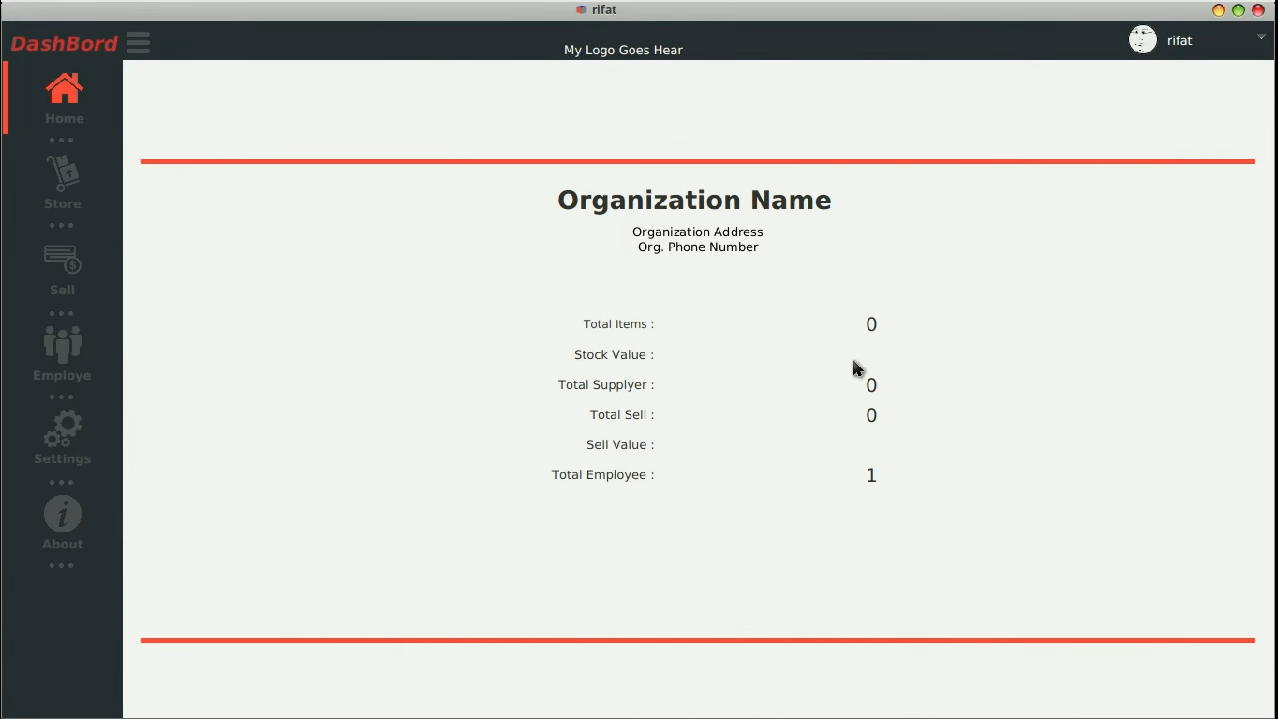 rifat
DashBord
My Logo Goes Hear
rifat
Home
Store
Sell
Employe
Settings
About
Organization Name
Organization Address
Org. Phone Number
Total Items : 0
Stock Value :
Total Supplyer : 0
Total Sell : 0
Sell Value :
Total Employee : 1